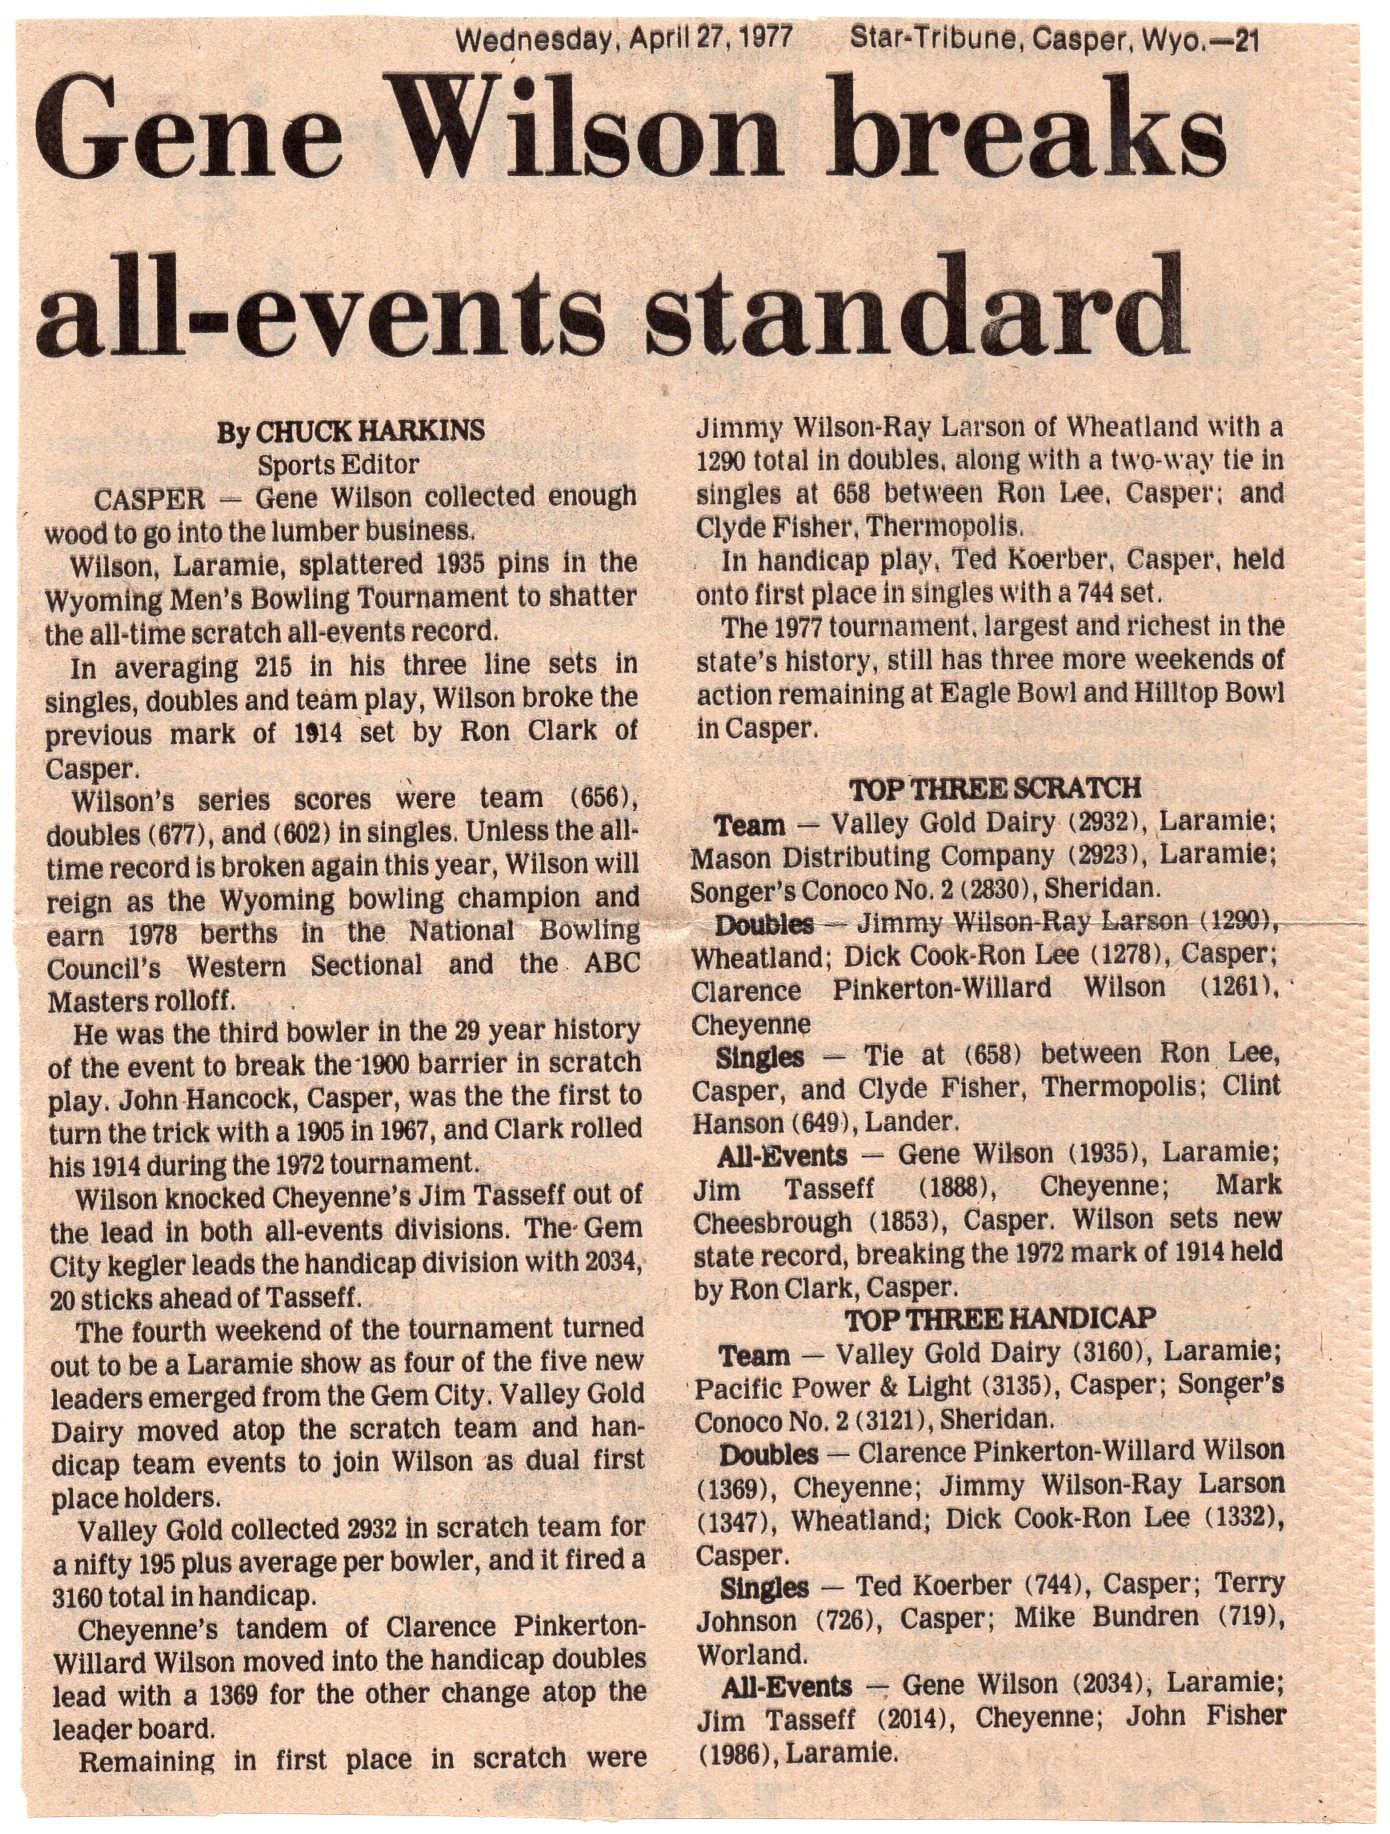 Wednesday, April 27, 1977 Star-Tribune, Casper, Wyo.—21
Gene Wilson breaks
all-events standard
By CHUCK HARKINS
Sports Editor
CASPER — Gene Wilson collected enough
wood to go into the lumber business.
Wilson, Laramie, splattered 1935 pins in the
Wyoming Men's Bowling Tournament to shatter
the all-time scratch all-events record.
In averaging 215 in his three line sets in
singles, doubles and team play, Wilson broke the
previous mark of 1914 set by Ron Clark of
Casper.
Wilson's series scores were team (656),
doubles (677), and (602) in singles. Unless the all-
time record is broken again this year, Wilson will
reign as the Wyoming bowling champion and
earn 1978 berths in the National Bowling
Council's Western Sectional and the ABC
Masters rolloff.
He was the third bowler in the 29 year history
of the event to break the 1900 barrier in scratch
play. John Hancock, Casper, was the the first to
turn the trick with a 1905 in 1967, and Clark rolled
his 1914 during the 1972 tournament.
Wilson knocked Cheyenne's Jim Tasseff out of
the lead in both all-events divisions. The Gem
City kegler leads the handicap division with 2034,
20 sticks ahead of Tasseff.
The fourth weekend of the tournament turned
out to be a Laramie show as four of the five new
leaders emerged from the Gem City. Valley Gold
Dairy moved atop the scratch team and han-
dicap team events to join Wilson as dual first
place holders.
Valley Gold collected 2932 in scratch team for
a nifty 195 plus average per bowler, and it fired a
3160 total in handicap.
Cheyenne's tandem of Clarence Pinkerton-
Willard Wilson moved into the handicap doubles
lead with a 1369 for the other change atop the
leader board.
Remaining in first place in scratch were
Jimmy Wilson-Ray Larson of Wheatland with a
1290 total in doubles, along with a two-way tie in
singles at 658 between Ron Lee, Casper; and
Clyde Fisher, Thermopolis.
In handicap play, Ted Koerber, Casper, held
onto first place in singles with a 744 set.
The 1977 tournament, largest and richest in the
state's history, still has three more weekends of
action remaining at Eagle Bowl and Hilltop Bowl
in Casper.
TOP THREE SCRATCH
Team — Valley Gold Dairy (2932), Laramie;
Mason Distributing Company (2923), Laramie;
Songer's Conoco No. 2 (2830), Sheridan.
Doubles — Jimmy Wilson-Ray Larson (1290),
Wheatland; Dick Cook-Ron Lee (1278), Casper;
Clarence Pinkerton-Willard Wilson (1261),
Cheyenne
Singles — Tie at (658) between Ron Lee,
Casper, and Clyde Fisher, Thermopolis; Clint
Hanson (649), Lander.
All-Events — Gene Wilson (1935), Laramie;
Jim Tasseff (1888), Cheyenne; Mark
Cheesbrough (1853), Casper. Wilson sets new
state record, breaking the 1972 mark of 1914 held
by Ron Clark, Casper.
TOP THREE HANDICAP
Team — Valley Gold Dairy (3160), Laramie;
Pacific Power & Light (3135), Casper; Songer's
Conoco No. 2 (3121), Sheridan.
Doubles — Clarence Pinkerton-Willard Wilson
(1369), Cheyenne; Jimmy Wilson-Ray Larson
(1347), Wheatland; Dick Cook-Ron Lee (1332),
Casper.
Singles — Ted Koerber (744), Casper; Terry
Johnson (726), Casper; Mike Bundren (719),
Worland.
All-Events — Gene Wilson (2034), Laramie;
Jim Tasseff (2014), Cheyenne; John Fisher
(1986), Laramie.